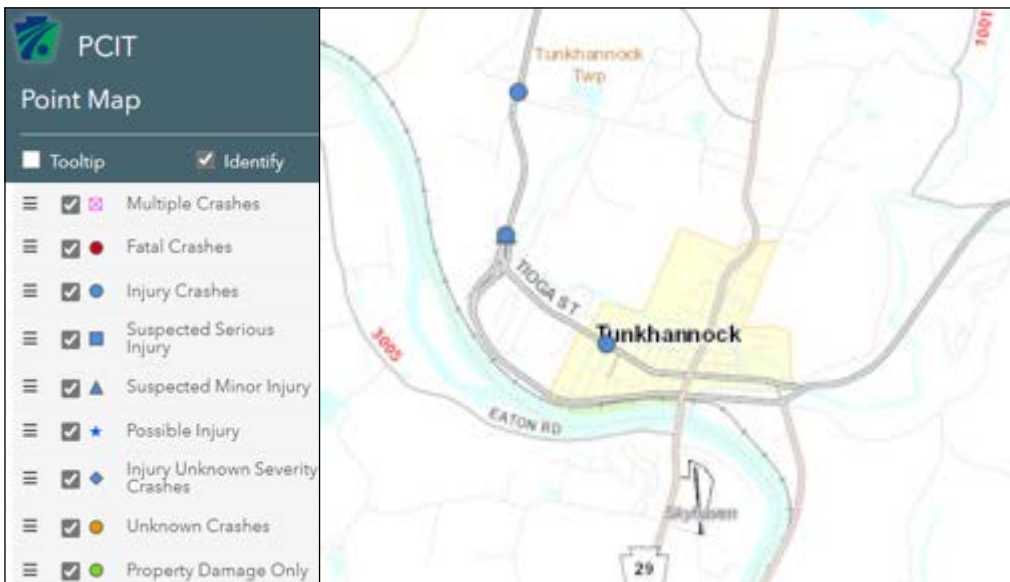 PCIT
Point Map
Tooltip
Identify
Multiple Crashes
Fatal Crashes
Injury Crashes
Suspected Serious
Injury
Suspected Minor Injury
Possible Injury
Injury Unknown Severity
Crashes
Unknown Crashes
Property Damage Only
Tunkhannock
Twp
1001
TIOGA ST
Tunkhannock
3005
EATON RD
Skyhaven
29